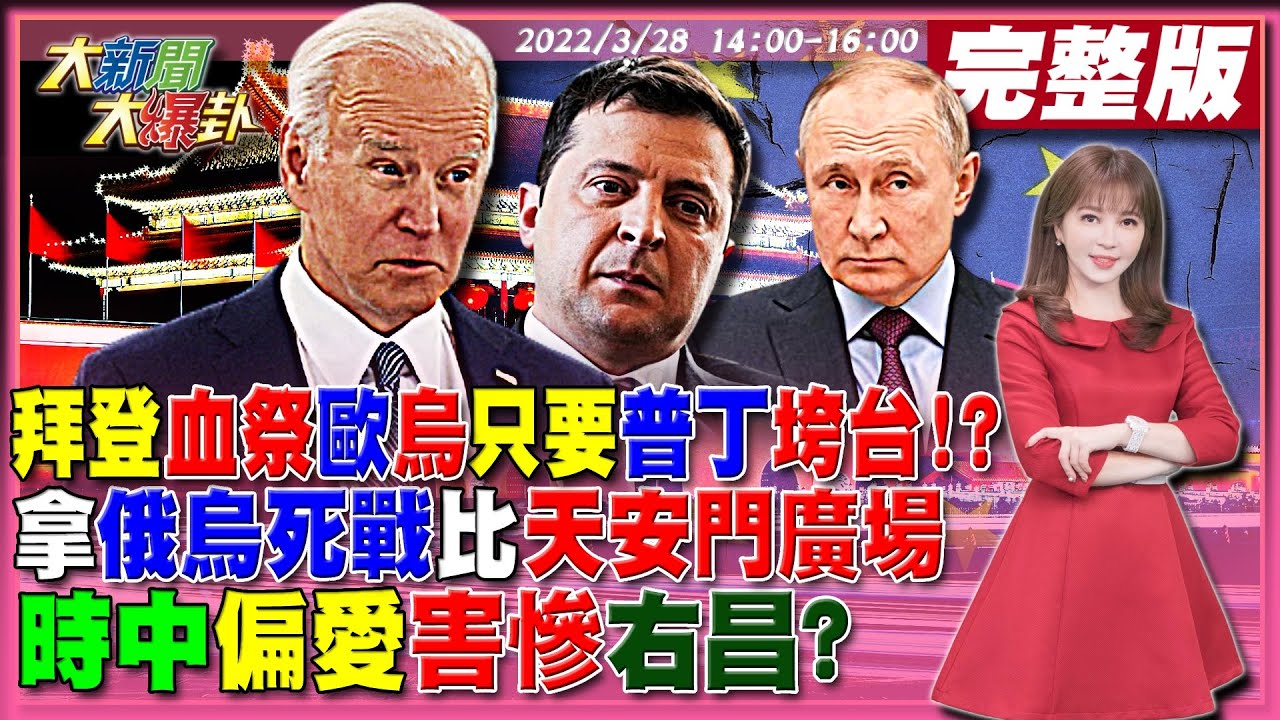 大新聞
大爆卦
2022/3/28 14:00-16:00
完整版
拜登血祭歐烏只要普丁垮台!?
拿俄烏死戰比天安門廣場
時中偏愛害慘右昌?